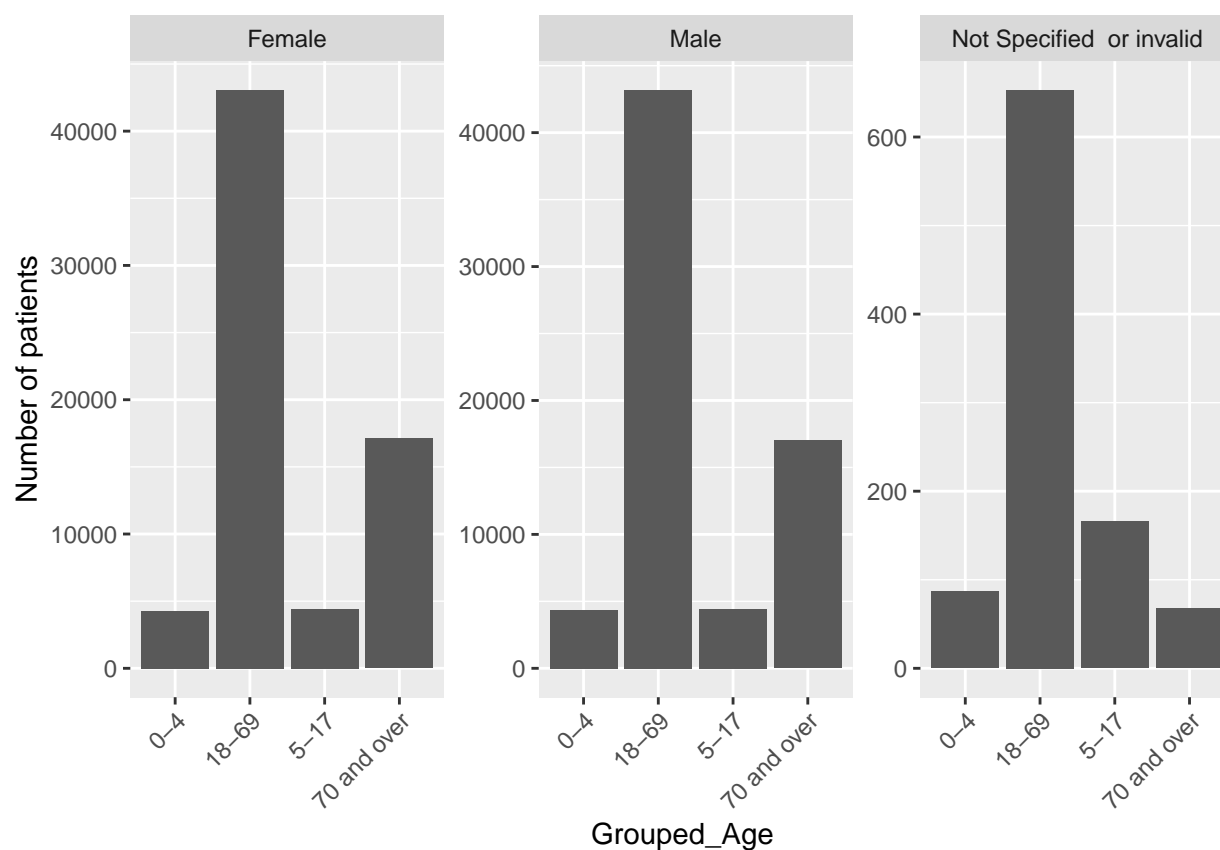 Female
Male
Not Specified  or invalid
Number of patients
40000
30000
20000
10000
0
40000
30000
20000
10000
0
600
400
200
0
0−4
18−69
5−17
70 and over
0−4
18−69
5−17
70 and over
0−4
18−69
5−17
70 and over
Grouped_Age